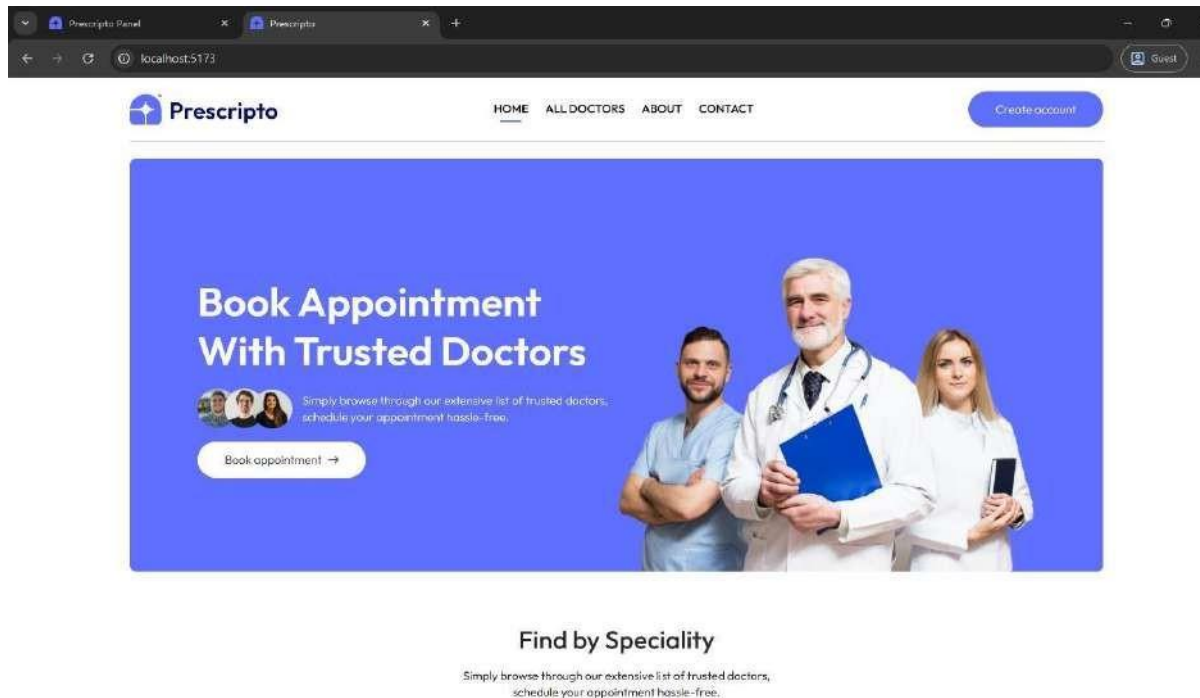 Prescripto Panel
Prescripto
localhost:5173
Guest
Prescripto
HOME ALL DOCTORS ABOUT CONTACT
Create account
Book Appointment
With Trusted Doctors
Simply browse through our extensive list of trusted doctors,
schedule your appointment hassle-free.
Book appointment →
Find by Speciality
Simply browse through our extensive list of trusted doctors,
schedule your appointment hassle-free.